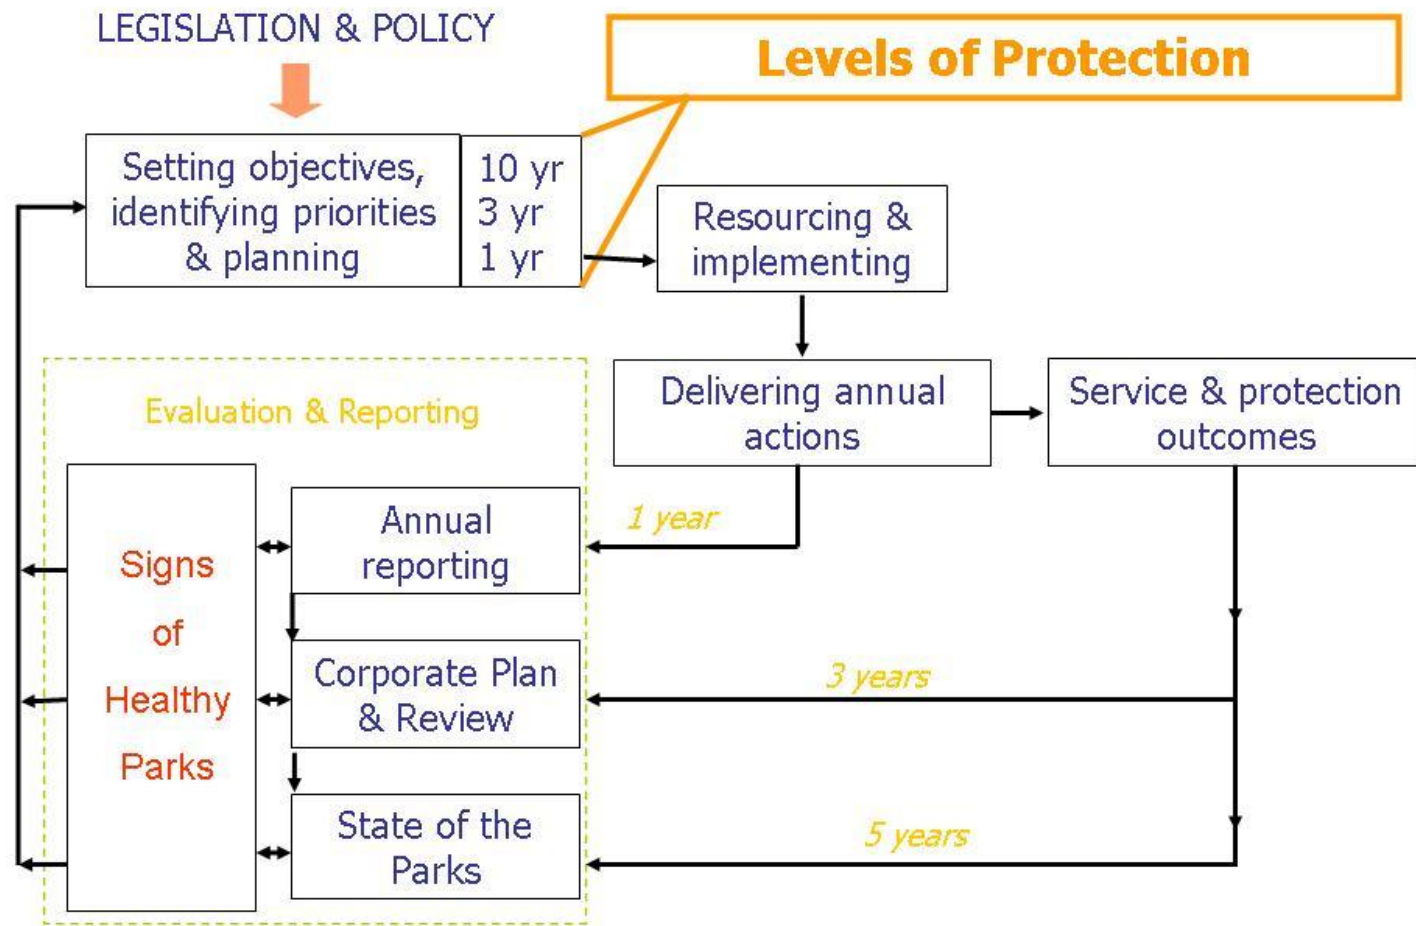 LEGISLATION & POLICY
Levels of Protection
Setting objectives,
identifying priorities
& planning
10 yr
3 yr
1 yr
Resourcing &
implementing
Delivering annual
actions
Service & protection
outcomes
Evaluation & Reporting
Signs
of
Healthy
Parks
Annual
reporting
1 year
Corporate Plan
& Review
3 years
State of the
Parks
5 years